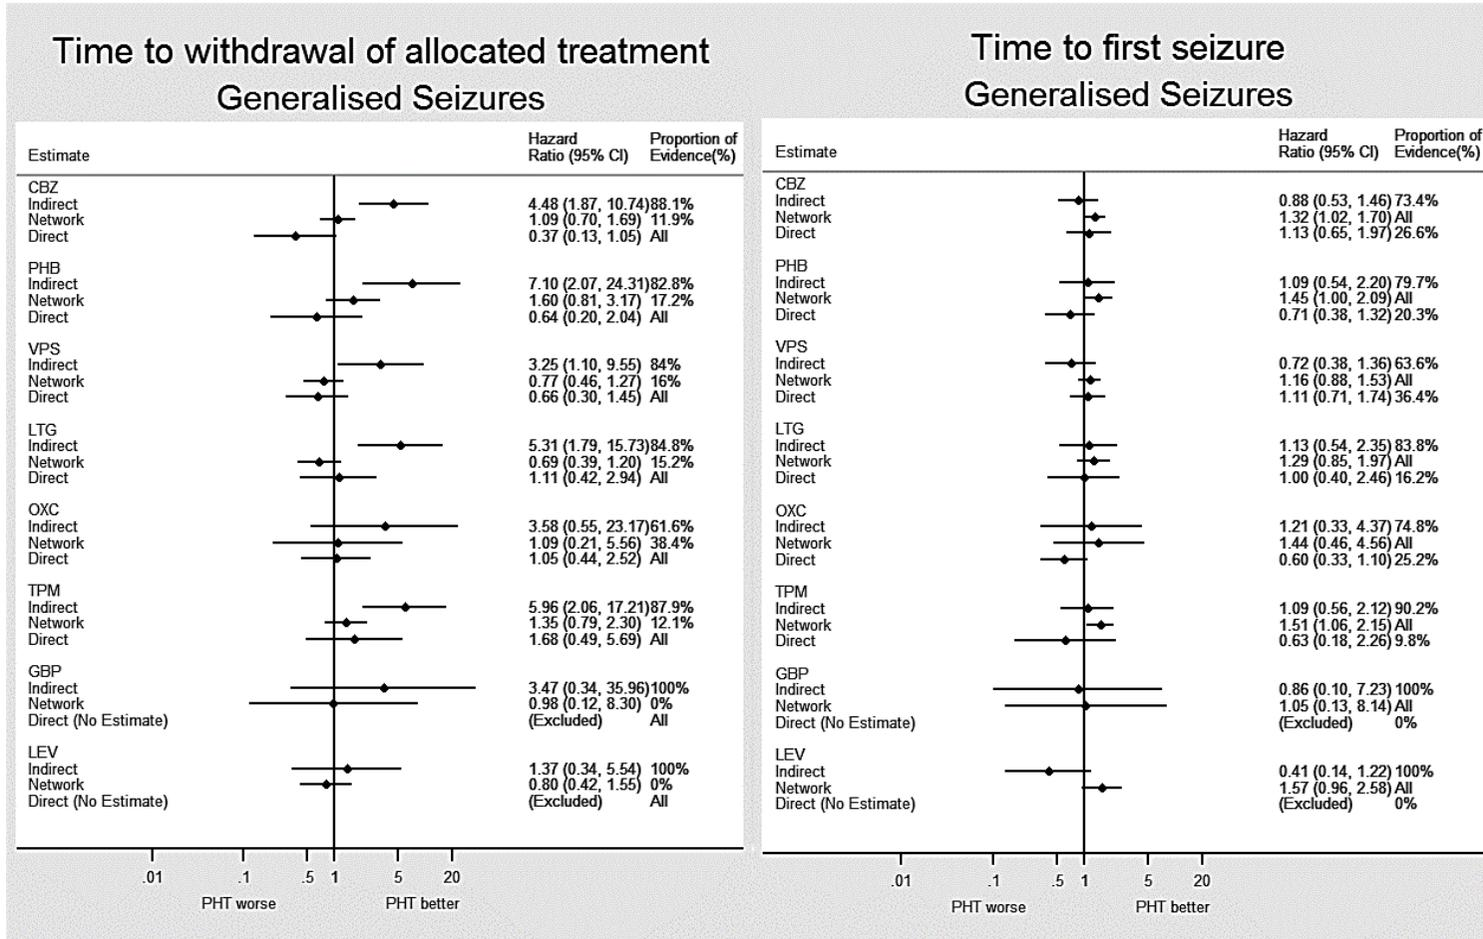 Time to withdrawal of allocated treatment
Generalised Seizures
Estimate Hazard Ratio (95% CI) Proportion of Evidence(%)
CBZ
Indirect 4.48 (1.87, 10.74) 88.1%
Network 1.09 (0.70, 1.69) 11.9%
Direct 0.37 (0.13, 1.05) All
PHB
Indirect 7.10 (2.07, 24.31) 82.8%
Network 1.60 (0.81, 3.17) 17.2%
Direct 0.64 (0.20, 2.04) All
VPS
Indirect 3.25 (1.10, 9.55) 84%
Network 0.77 (0.46, 1.27) 16%
Direct 0.66 (0.30, 1.45) All
LTG
Indirect 5.31 (1.79, 15.73) 84.8%
Network 0.69 (0.39, 1.20) 15.2%
Direct 1.11 (0.42, 2.94) All
OXC
Indirect 3.58 (0.55, 23.17) 61.6%
Network 1.09 (0.21, 5.56) 38.4%
Direct 1.05 (0.44, 2.52) All
TPM
Indirect 5.96 (2.06, 17.21) 87.9%
Network 1.35 (0.79, 2.30) 12.1%
Direct 1.68 (0.49, 5.69) All
GBP
Indirect 3.47 (0.34, 35.96) 100%
Network 0.98 (0.12, 8.30) 0%
Direct (No Estimate) (Excluded) All
LEV
Indirect 1.37 (0.34, 5.54) 100%
Network 0.80 (0.42, 1.55) 0%
Direct (No Estimate) (Excluded) All
.01 .1 .5 1 5 20
PHT worse PHT better
Time to first seizure
Generalised Seizures
Estimate Hazard Ratio (95% CI) Proportion of Evidence(%)
CBZ
Indirect 0.88 (0.53, 1.46) 73.4%
Network 1.32 (1.02, 1.70) All
Direct 1.13 (0.65, 1.97) 26.6%
PHB
Indirect 1.09 (0.54, 2.20) 79.7%
Network 1.45 (1.00, 2.09) All
Direct 0.71 (0.38, 1.32) 20.3%
VPS
Indirect 0.72 (0.38, 1.36) 63.6%
Network 1.16 (0.88, 1.53) All
Direct 1.11 (0.71, 1.74) 36.4%
LTG
Indirect 1.13 (0.54, 2.35) 83.8%
Network 1.29 (0.85, 1.97) All
Direct 1.00 (0.40, 2.46) 16.2%
OXC
Indirect 1.21 (0.33, 4.37) 74.8%
Network 1.44 (0.46, 4.56) All
Direct 0.60 (0.33, 1.10) 25.2%
TPM
Indirect 1.09 (0.56, 2.12) 90.2%
Network 1.51 (1.06, 2.15) All
Direct 0.63 (0.18, 2.26) 9.8%
GBP
Indirect 0.86 (0.10, 7.23) 100%
Network 1.05 (0.13, 8.14) All
Direct (No Estimate) (Excluded) 0%
LEV
Indirect 0.41 (0.14, 1.22) 100%
Network 1.57 (0.96, 2.58) All
Direct (No Estimate) (Excluded) 0%
.01 .1 .5 1 5 20
PHT worse PHT better